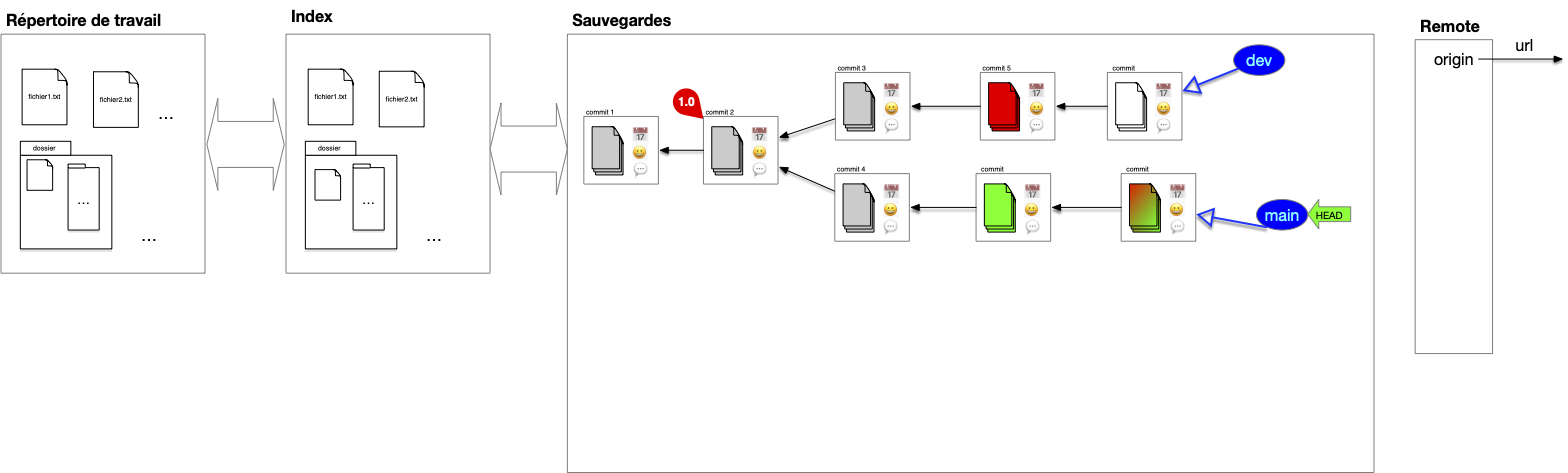 Répertoire de travail
fichier1.txt
fichier2.txt
...
dossier
...
...
Index
fichier1.txt
fichier2.txt
dossier
...
...
Sauvegardes
commit 1
17
1.0
commit 2
17
commit 3
17
commit 5
17
commit
17
dev
commit 4
17
commit
17
commit
17
main
HEAD
Remote
origin
url